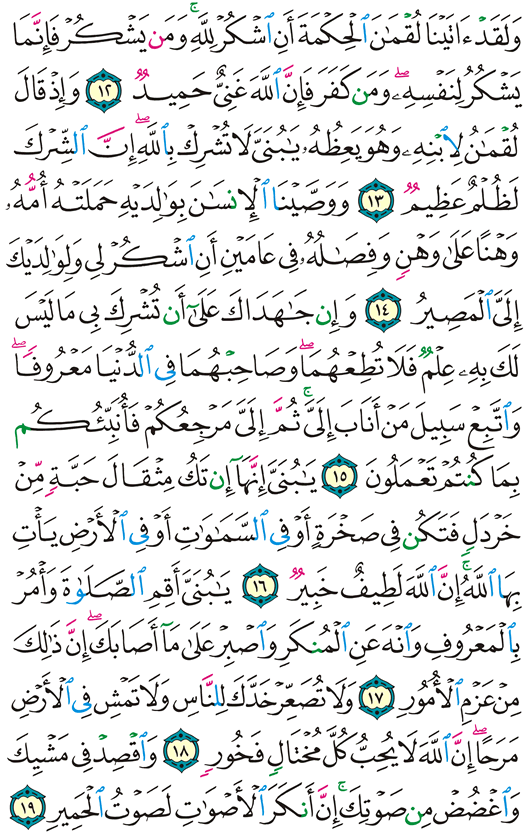 وَلَقَدۡ ءَاتَيۡنَا لُقۡمَٰنَ ٱلۡحِكۡمَةَ أَنِ ٱشۡكُرۡ لِلَّهِۚ وَمَن يَشۡكُرۡ فَإِنَّمَا
يَشۡكُرُ لِنَفۡسِهِۦۖ وَمَن كَفَرَ فَإِنَّ ٱللَّهَ غَنِيٌّ حَمِيدٞ ١٢ وَإِذۡ قَالَ
لُقۡمَٰنُ لِٱبۡنِهِۦ وَهُوَ يَعِظُهُۥ يَٰبُنَيَّ لَا تُشۡرِكۡ بِٱللَّهِۖ إِنَّ ٱلشِّرۡكَ
لَظُلۡمٌ عَظِيمٞ ١٣ وَوَصَّيۡنَا ٱلۡإِنسَٰنَ بِوَٰلِدَيۡهِ حَمَلَتۡهُ أُمُّهُۥ
وَهۡنًا عَلَىٰ وَهۡنٖ وَفِصَٰلُهُۥ فِي عَامَيۡنِ أَنِ ٱشۡكُرۡ لِي وَلِوَٰلِدَيۡكَ
إِلَيَّ ٱلۡمَصِيرُ ١٤ وَإِن جَٰهَدَاكَ عَلَىٰٓ أَن تُشۡرِكَ بِي مَا لَيۡسَ
لَكَ بِهِۦ عِلۡمٞ فَلَا تُطِعۡهُمَاۖ وَصَاحِبۡهُمَا فِي ٱلدُّنۡيَا مَعۡرُوفٗاۖ
وَٱتَّبِعۡ سَبِيلَ مَنۡ أَنَابَ إِلَيَّۚ ثُمَّ إِلَيَّ مَرۡجِعُكُمۡ فَأُنَبِّئُكُم
بِمَا كُنتُمۡ تَعۡمَلُونَ ١٥ يَٰبُنَيَّ إِنَّهَآ إِن تَكُ مِثۡقَالَ حَبَّةٖ مِّنۡ
خَرۡدَلٖ فَتَكُن فِي صَخۡرَةٍ أَوۡ فِي ٱلسَّمَٰوَٰتِ أَوۡ فِي ٱلۡأَرۡضِ يَأۡتِ
بِهَا ٱللَّهُۚ إِنَّ ٱللَّهَ لَطِيفٌ خَبِيرٞ ١٦ يَٰبُنَيَّ أَقِمِ ٱلصَّلَوٰةَ وَأۡمُرۡ
بِٱلۡمَعۡرُوفِ وَٱنۡهَ عَنِ ٱلۡمُنكَرِ وَٱصۡبِرۡ عَلَىٰ مَآ أَصَابَكَۖ إِنَّ ذَٰلِكَ
مِنۡ عَزۡمِ ٱلۡأُمُورِ ١٧ وَلَا تُصَعِّرۡ خَدَّكَ لِلنَّاسِ وَلَا تَمۡشِ فِي ٱلۡأَرۡضِ
مَرَحًاۖ إِنَّ ٱللَّهَ لَا يُحِبُّ كُلَّ مُخۡتَالٖ فَخُورٖ ١٨ وَٱقۡصِدۡ فِي مَشۡيِكَ
وَٱغۡضُضۡ مِن صَوۡتِكَۚ إِنَّ أَنكَرَ ٱلۡأَصۡوَٰتِ لَصَوۡتُ ٱلۡحَمِيرِ ١٩